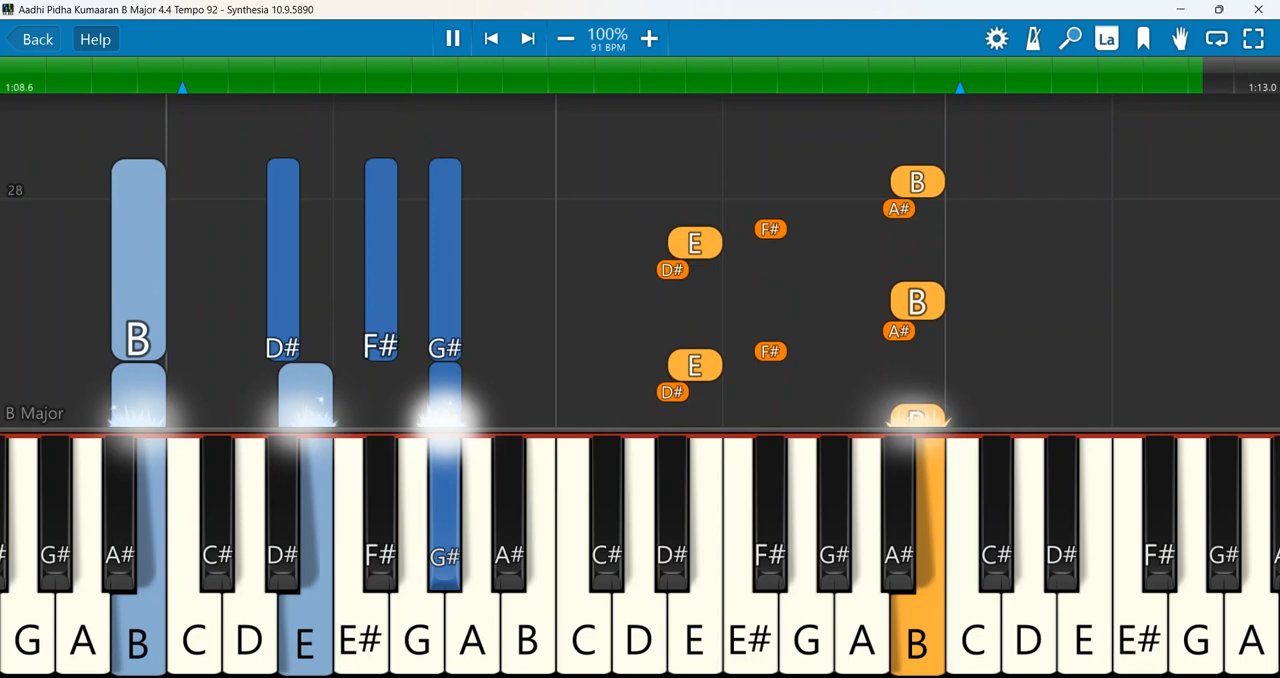 Aadhi Pidha Kumaaran B Major 4.4 Tempo 92 - Synthesia 10.9.5890
Back Help 100% La
91 BPM
1:08.6 1:13.0
B
28 A#
E F#
D#
B
A#
B D# F# G#
E F#
D#
B Major
G# A# C# D# F# G# A# C# D# F# G# A# C# D# F# G#
G A B C D E E# G A B C D E E# G A B C D E E# G A